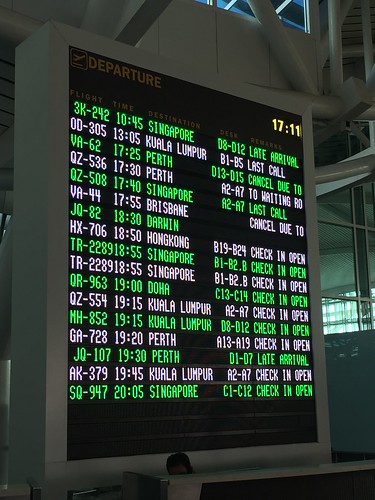 DEPARTURE
FLIGHT TIME DESTINATION DESK REMARKS 17:11
3K-242 10:45 SINGAPORE D8-D12 LATE ARRIVAL
OD-305 13:05 KUALA LUMPUR B1-B5 LAST CALL
VA-62 17:25 PERTH D13-D15 CANCEL DUE TO
QZ-536 17:30 PERTH A2-A7 TO WAITING RO
QZ-508 17:40 SINGAPORE A2-A7 LAST CALL
VA-44 17:55 BRISBANE CANCEL DUE TO
JQ-82 18:30 DARWIN
HX-706 18:50 HONGKONG B19-B24 CHECK IN OPEN
TR-228918:55 SINGAPORE B1-B2.B CHECK IN OPEN
TR-228918:55 SINGAPORE B1-B2.B CHECK IN OPEN
QR-963 19:00 DOHA C13-C14 CHECK IN OPEN
QZ-554 19:15 KUALA LUMPUR A2-A7 CHECK IN OPEN
MH-852 19:15 KUALA LUMPUR D8-D12 CHECK IN OPEN
GA-728 19:20 PERTH A13-A19 CHECK IN OPEN
JQ-107 19:30 PERTH D1-D7 LATE ARRIVAL
AK-379 19:45 KUALA LUMPUR A2-A7 CHECK IN OPEN
SQ-947 20:05 SINGAPORE C1-C12 CHECK IN OPEN